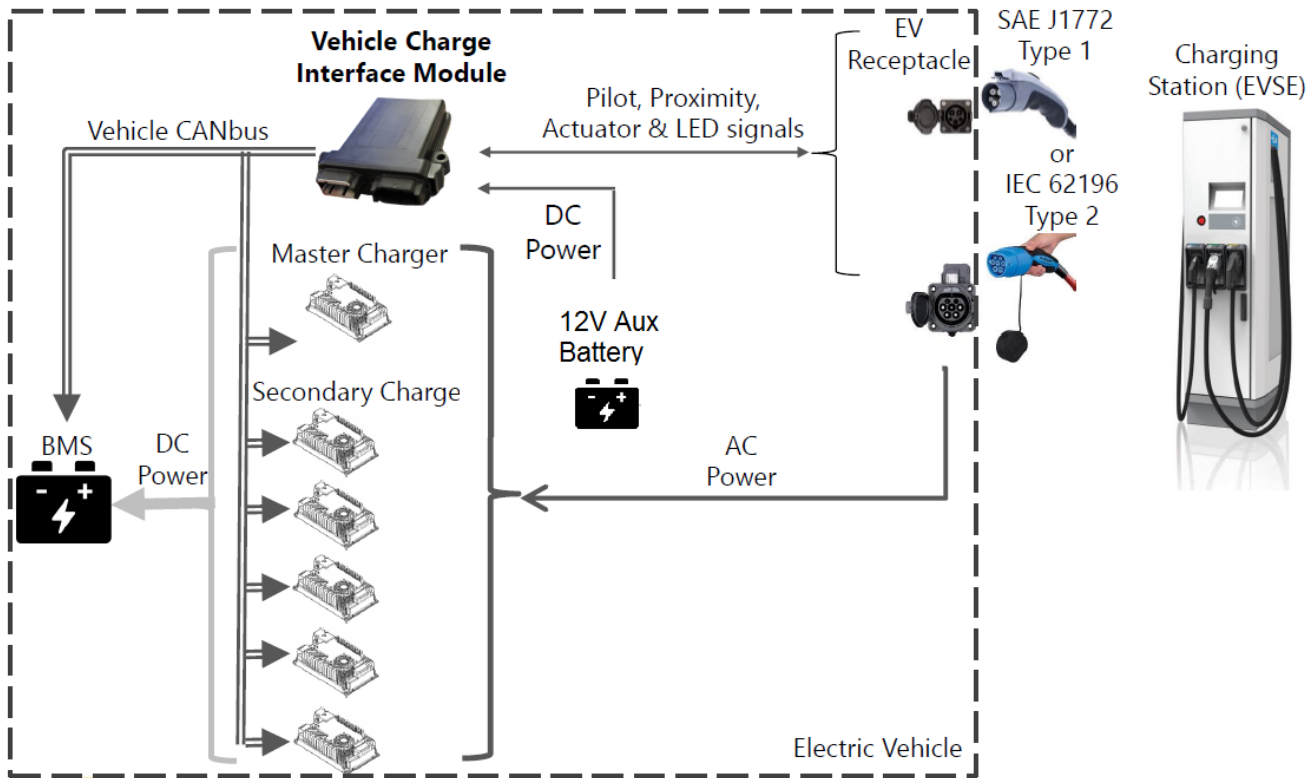 Vehicle Charge
Interface Module
EV
Receptacle
SAE J1772
Type 1
Charging
Station (EVSE)
Pilot, Proximity,
Actuator & LED signals
Vehicle CANbus
or
IEC 62196
Type 2
DC
Power
Master Charger
12V Aux
Battery
Secondary Charge
BMS
DC
Power
AC
Power
Electric Vehicle